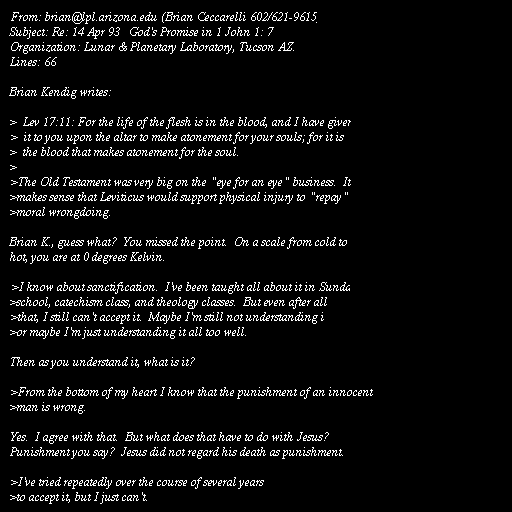 From: brian@lpl.arizona.edu (Brian Ceccarelli 602/621-9615
Subject: Re: 14 Apr 93 God's Promise in 1 John 1: 7
Organization: Lunar & Planetary Laboratory, Tucson AZ.
Lines: 66

Brian Kendig writes:

> Lev 17:11: For the life of the flesh is in the blood, and I have given
> it to you upon the altar to make atonement for your souls; for it is
> the blood that makes atonement for the soul.
>
>The Old Testament was very big on the "eye for an eye" business. It
>makes sense that Leviticus would support physical injury to "repay"
>moral wrongdoing.

Brian K., guess what? You missed the point. On a scale from cold to
hot, you are at 0 degrees Kelvin.

>I know about sanctification. I've been taught all about it in Sunda
>school, catechism class, and theology classes. But even after all
>that, I still can't accept it. Maybe I'm still not understanding i
>or maybe I'm just understanding it all too well.

Then as you understand it, what is it?

>From the bottom of my heart I know that the punishment of an innocent
>man is wrong.

Yes. I agree with that. But what does that have to do with Jesus?
Punishment you say? Jesus did not regard his death as punishment.

>I've tried repeatedly over the course of several years
>to accept it, but I just can't.